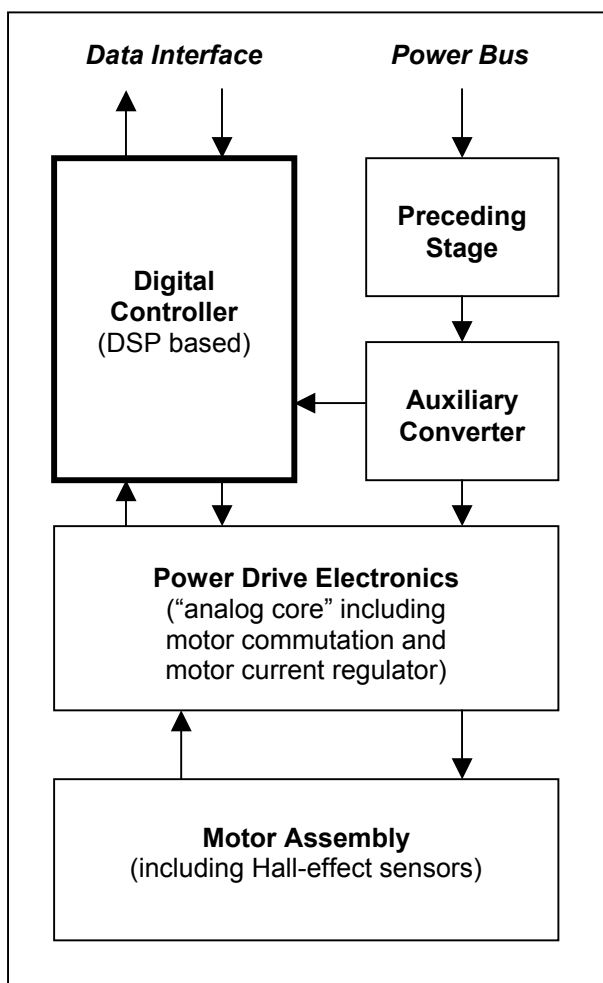 Data Interface
Power Bus
Preceding
Stage
Digital
Controller
(DSP based)
Auxiliary
Converter
Power Drive Electronics
(“analog core” including
motor commutation and
motor current regulator)
Motor Assembly
(including Hall-effect sensors)